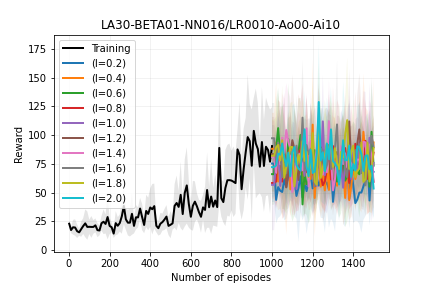 LA30-BETA01-NN016/LR0010-Ao00-Ai10
Reward
175
150
125
100
75
50
25
0
Training
(l=0.2)
(l=0.4)
(l=0.6)
(l=0.8)
(l=1.0)
(l=1.2)
(l=1.4)
(l=1.6)
(l=1.8)
(l=2.0)
0 200 400 600 800 1000 1200 1400
Number of episodes